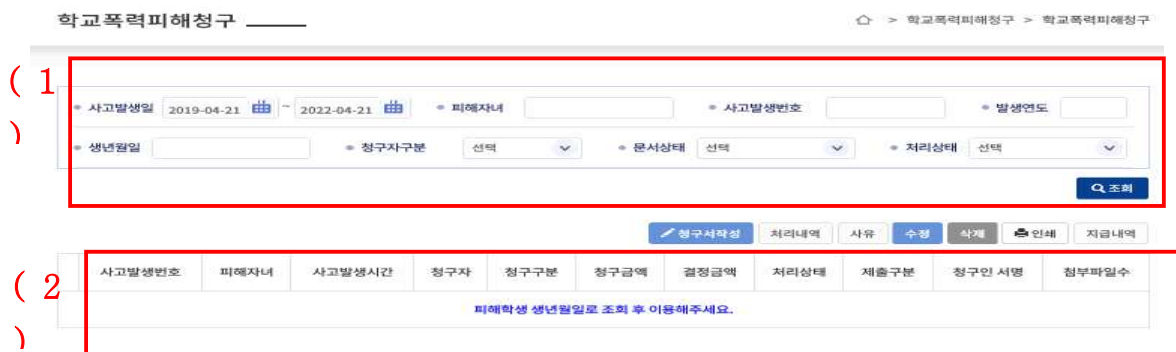 학교폭력피해청구
> 학교폭력피해청구 > 학교폭력피해청구
( 1
)
사고발생일 2019-04-21 ~ 2022-04-21 피해자녀 사고발생번호 발생연도
생년월일 청구자구분 선택 문서상태 선택 처리상태 선택
조회
청구서작성 처리내역 사유 수정 삭제 인쇄 지급내역
( 2
)
사고발생번호 피해자녀 사고발생시간 청구자 청구구분 청구금액 결정금액 처리상태 제출구분 청구인 서명 첨부파일수
피해학생 생년월일로 조회 후 이용해주세요.